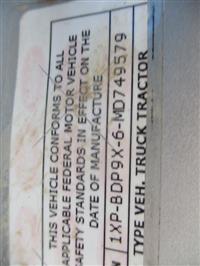 THIS VEHICLE CONFORMS TO ALL
APPLICABLE FEDERAL MOTOR VEHICLE
SAFETY STANDARDS IN EFFECT ON THE
DATE OF MANUFACTURE
1XP-BDP9X-6-MD749579
TYPE VEH. TRUCK TRACTOR